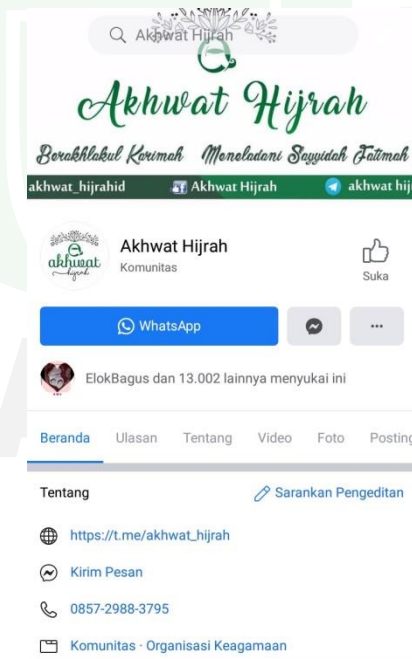 Akhwat Hijrah
Akhwat Hijrah
Berakhlakul Karimah Meneladani Sayyidah Fatimah
akhwat_hijrahid Akhwat Hijrah akhwat hij
akhwat
hijrah
Akhwat Hijrah
Komunitas
Suka
WhatsApp
ElokBagus dan 13.002 lainnya menyukai ini
Beranda Ulasan Tentang Video Foto Posting
Tentang Sarankan Pengeditan
https://t.me/akhwat_hijrah
Kirim Pesan
0857-2988-3795
Komunitas · Organisasi Keagamaan